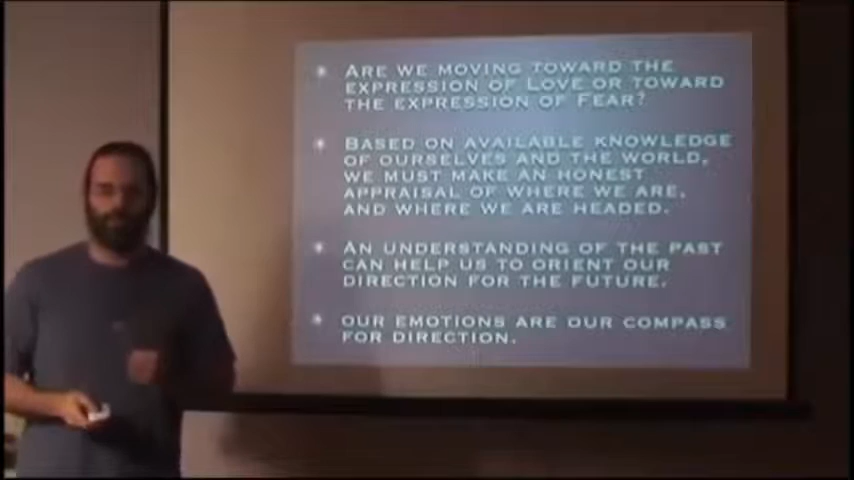 ARE WE MOVING TOWARD THE
EXPRESSION OF LOVE OR TOWARD
THE EXPRESSION OF FEAR?
BASED ON AVAILABLE KNOWLEDGE
OF OURSELVES AND THE WORLD,
WE MUST MAKE AN HONEST
APPRAISAL OF WHERE WE ARE,
AND WHERE WE ARE HEADED.
AN UNDERSTANDING OF THE PAST
CAN HELP US TO ORIENT OUR
DIRECTION FOR THE FUTURE.
OUR EMOTIONS ARE OUR COMPASS
FOR DIRECTION.